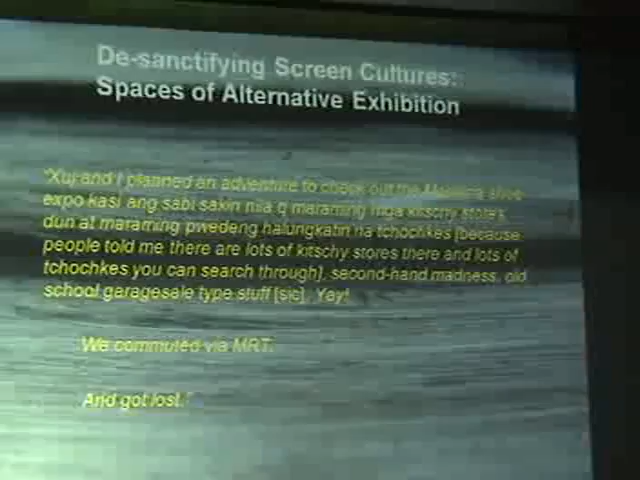 De-sanctifying Screen Cultures:
Spaces of Alternative Exhibition
"Xuj and I planned an adventure to check out the Marikina shoe
expo kasi ang sabi sakin nila q maraming mga kitschy stores
dun at maraming pwedeng halungkatin na tchochkes [because
people told me there are lots of kitschy stores there and lots of
tchochkes you can search through], second-hand madness, old
school garagesale type stuff [sic]. Yay!
We commuted via MRT.
And got lost."